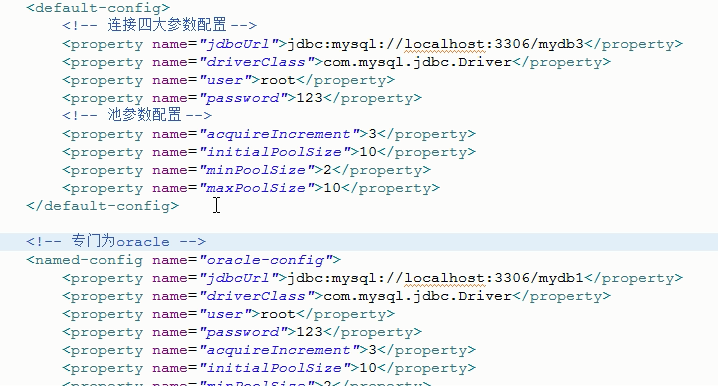 <default-config>
<!-- 连接四大参数配置 -->
<property name="jdbcUrl">jdbc:mysql://localhost:3306/mydb3</property>
<property name="driverClass">com.mysql.jdbc.Driver</property>
<property name="user">root</property>
<property name="password">123</property>
<!-- 池参数配置 -->
<property name="acquireIncrement">3</property>
<property name="initialPoolSize">10</property>
<property name="minPoolSize">2</property>
<property name="maxPoolSize">10</property>
</default-config>
<!-- 专门为oracle -->
<named-config name="oracle-config">
<property name="jdbcUrl">jdbc:mysql://localhost:3306/mydb1</property>
<property name="driverClass">com.mysql.jdbc.Driver</property>
<property name="user">root</property>
<property name="password">123</property>
<property name="acquireIncrement">3</property>
<property name="initialPoolSize">10</property>
<property name="minPoolSize">2</property>